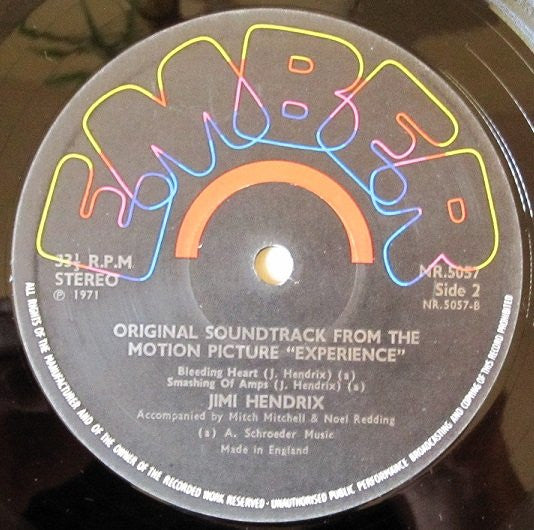 EMBER
33⅓ R.P.M
STEREO
℗ 1971
NR.5057
Side 2
NR.5057-B
ORIGINAL SOUNDTRACK FROM THE
MOTION PICTURE "EXPERIENCE"
Bleeding Heart (J. Hendrix) (a)
Smashing Of Amps (J. Hendrix) (a)
JIMI HENDRIX
Accompanied by Mitch Mitchell & Noel Redding
(a) A. Schroeder Music
Made in England
ALL RIGHTS OF THE MANUFACTURER AND OF THE OWNER OF THE RECORDED WORK RESERVED · UNAUTHORISED PUBLIC PERFORMANCE BROADCASTING AND COPYING OF THIS RECORD PROHIBITED